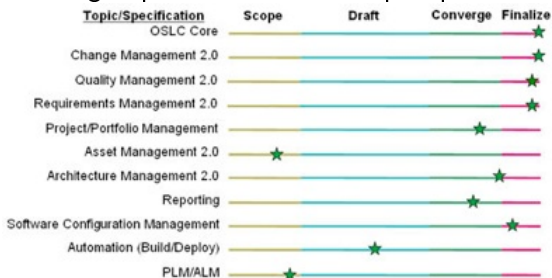 Topic/Specification Scope Draft Converge Finalize
OSLC Core
Change Management 2.0
Quality Management 2.0
Requirements Management 2.0
Project/Portfolio Management
Asset Management 2.0
Architecture Management 2.0
Reporting
Software Configuration Management
Automation (Build/Deploy)
PLM/ALM